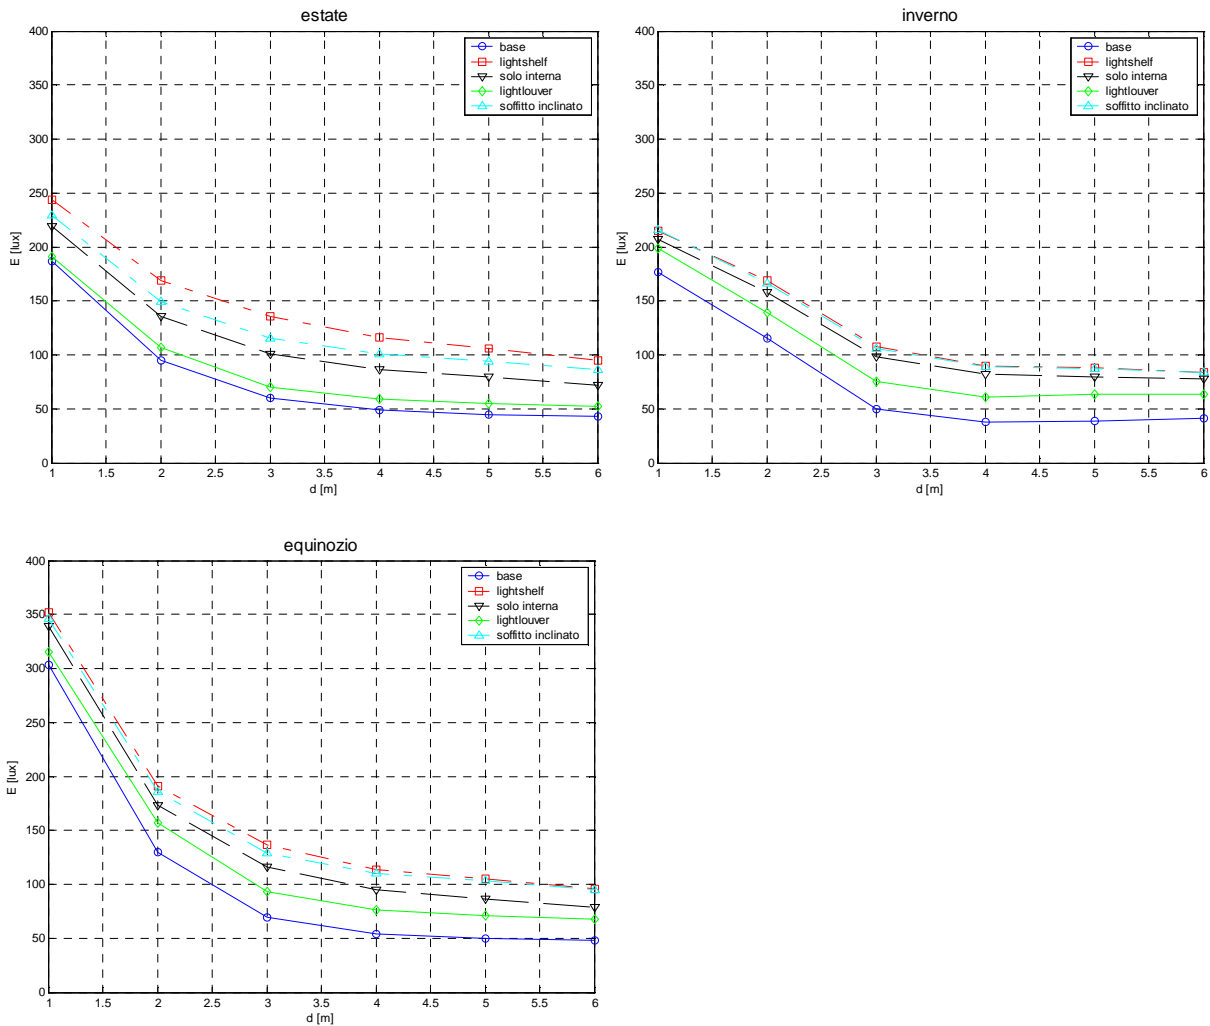 estate
400
350
300
250
200
150
100
50
0
E [lux]
1 1.5 2 2.5 3 3.5 4 4.5 5 5.5 6
d [m]
base
lightshelf
solo interna
lightlouver
soffitto inclinato
inverno
400
350
300
250
200
150
100
50
0
E [lux]
1 1.5 2 2.5 3 3.5 4 4.5 5 5.5 6
d [m]
base
lightshelf
solo interna
lightlouver
soffitto inclinato
equinozio
400
350
300
250
200
150
100
50
0
E [lux]
1 1.5 2 2.5 3 3.5 4 4.5 5 5.5 6
d [m]
base
lightshelf
solo interna
lightlouver
soffitto inclinato